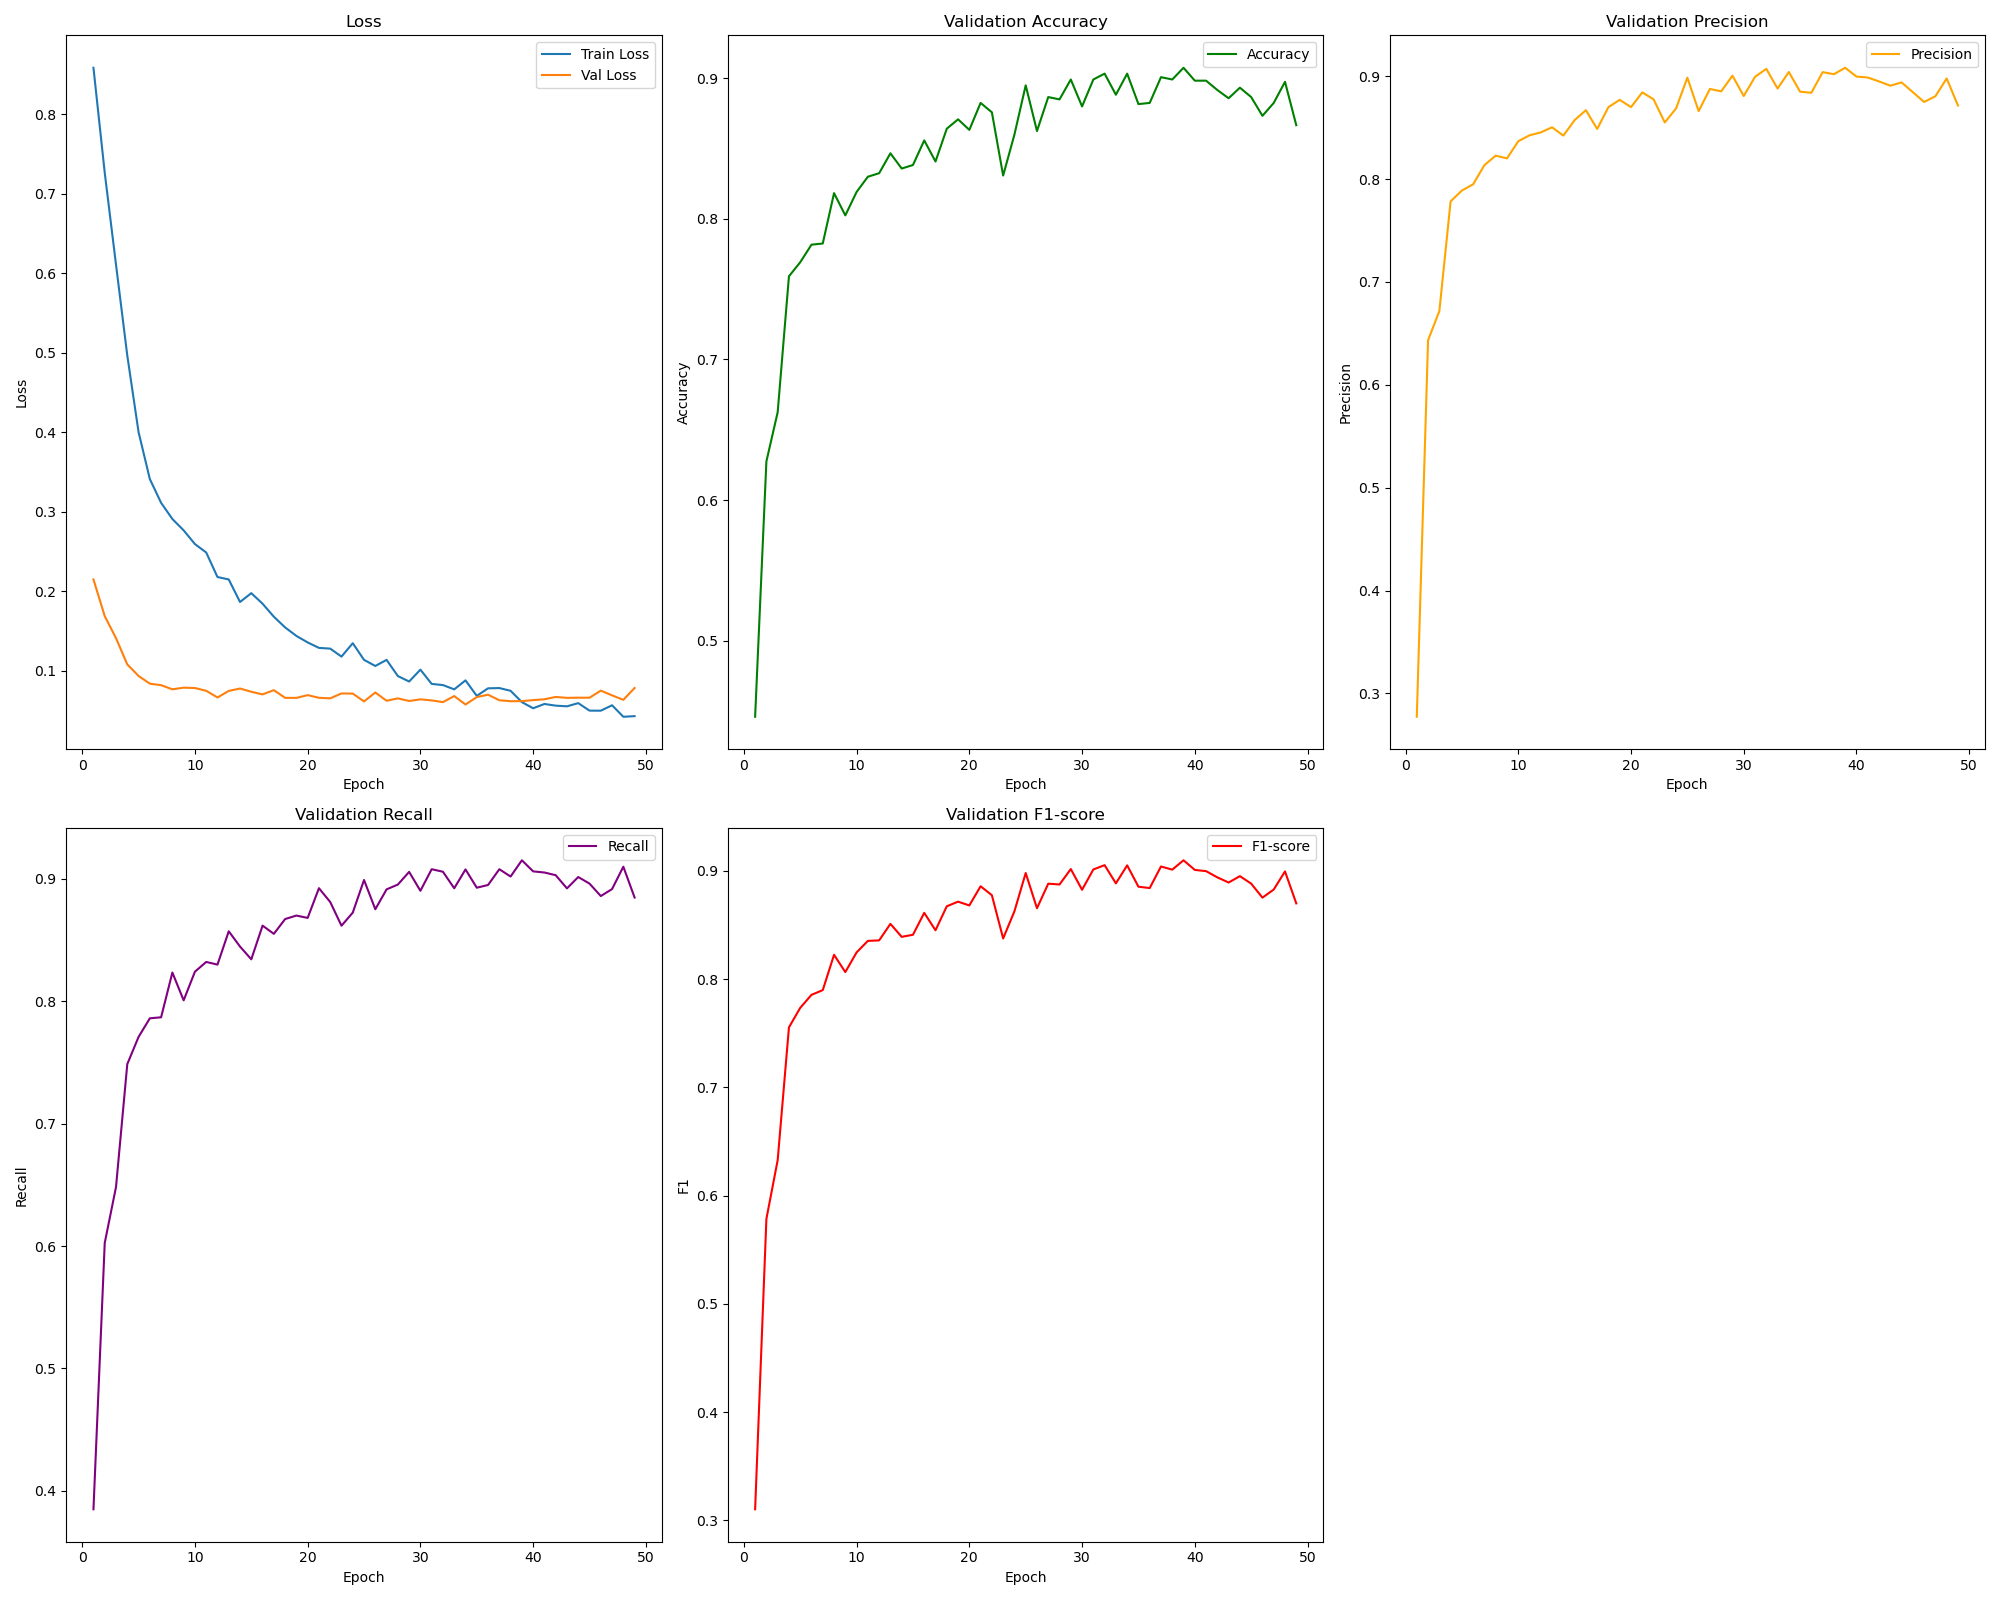 Loss
Train Loss
Val Loss
0.8
0.7
0.6
0.5
0.4
0.3
0.2
0.1
Loss
0 10 20 30 40 50
Epoch
Validation Accuracy
Accuracy
0.9
0.8
0.7
0.6
0.5
Accuracy
0 10 20 30 40 50
Epoch
Validation Precision
Precision
0.9
0.8
0.7
0.6
0.5
0.4
0.3
Precision
0 10 20 30 40 50
Epoch
Validation Recall
Recall
0.9
0.8
0.7
0.6
0.5
0.4
Recall
0 10 20 30 40 50
Epoch
Validation F1-score
F1-score
0.9
0.8
0.7
0.6
0.5
0.4
0.3
F1
0 10 20 30 40 50
Epoch